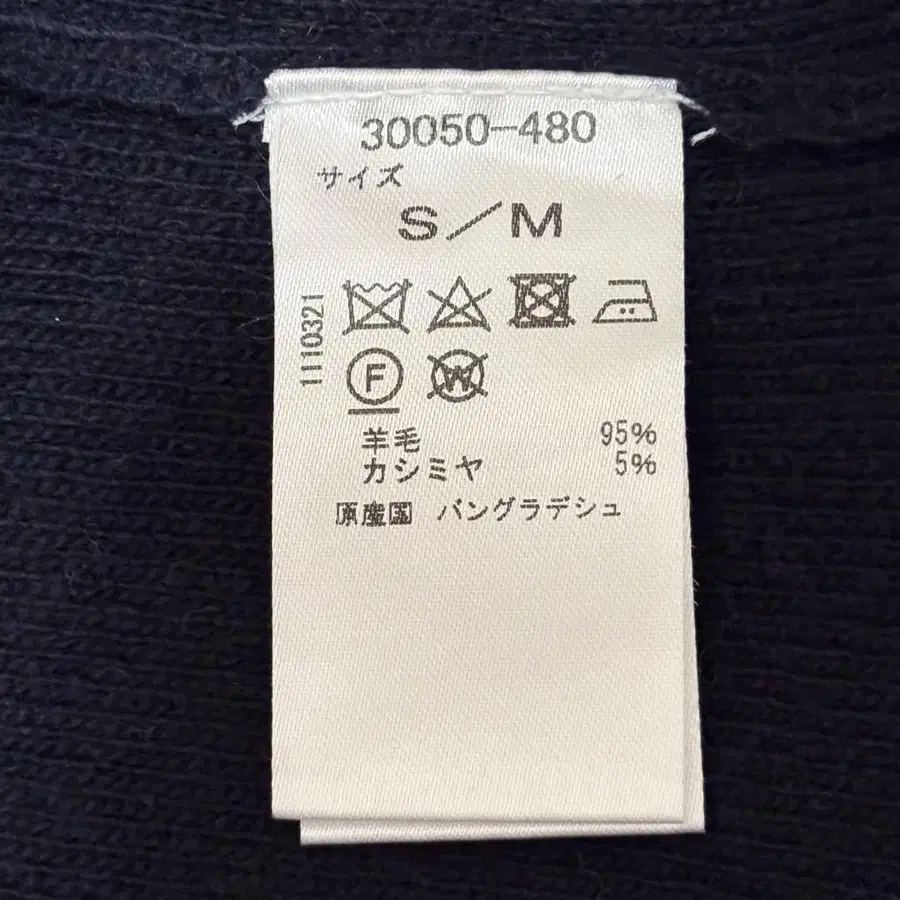 30050-480
サイズ
S/M
1110321
F
W
羊毛 95%
カシミヤ 5%
原産国 バングラデシュ